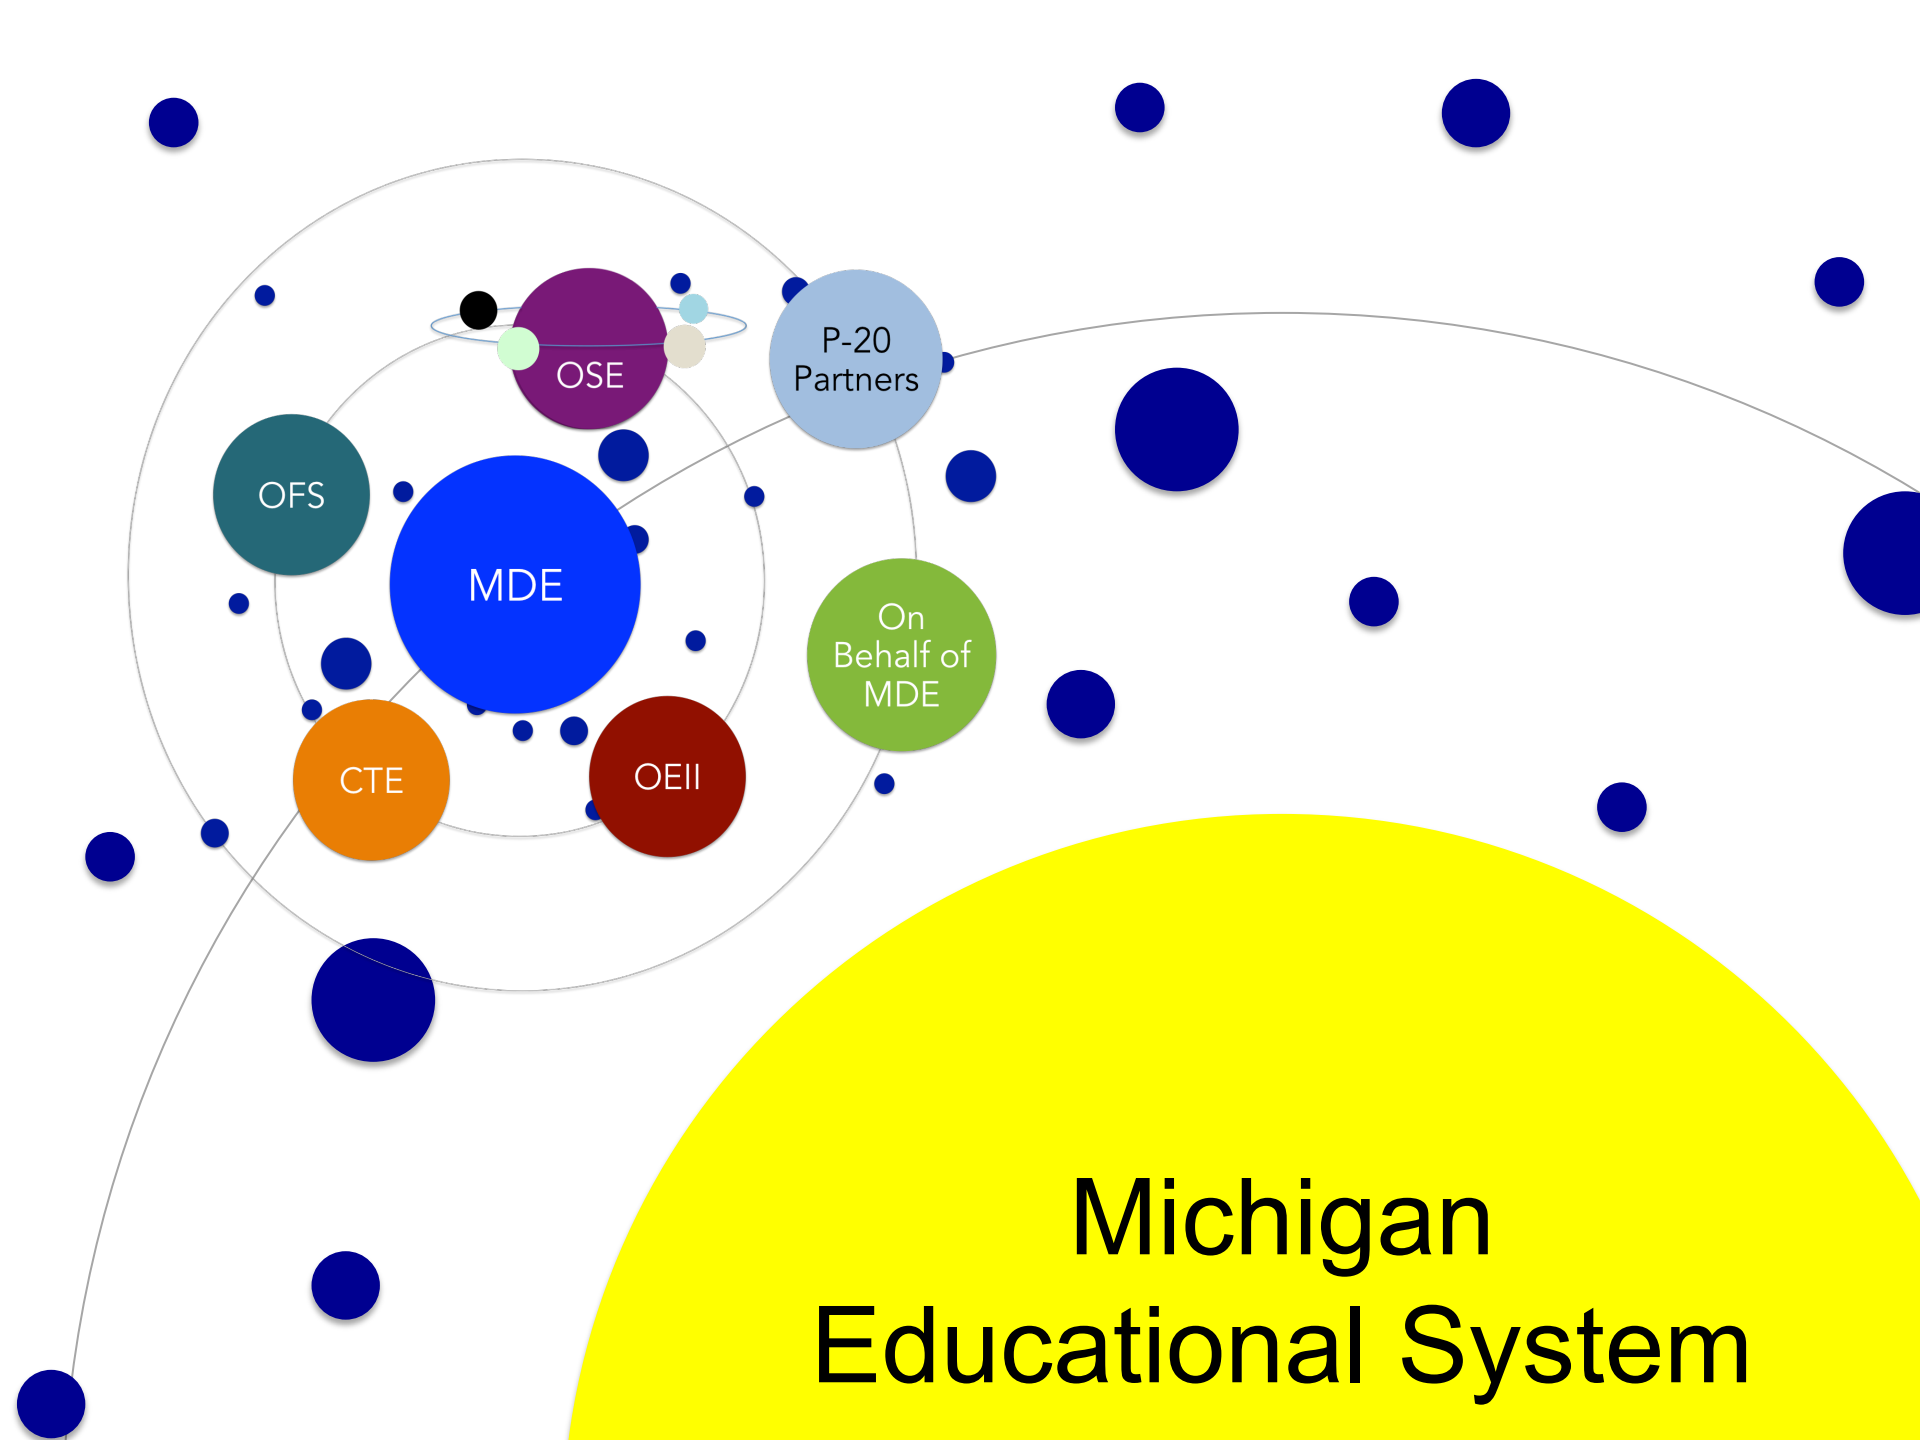 P-20
Partners
OSE
OFS
MDE
On
Behalf of
MDE
CTE
OEII
Michigan
Educational System